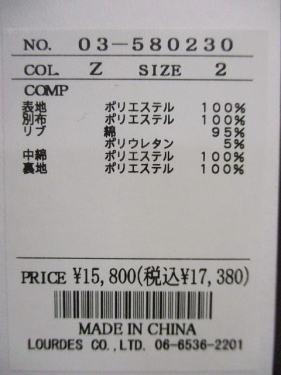 NO. 03-580230
COL. Z SIZE 2
COMP
表地 ポリエステル 100%
別布 ポリエステル 100%
リブ 綿 95%
ポリウレタン 5%
中綿 ポリエステル 100%
裏地 ポリエステル 100%
PRICE ¥15,800(税込¥17,380)
MADE IN CHINA
LOURDES CO.,LTD. 06-6536-2201